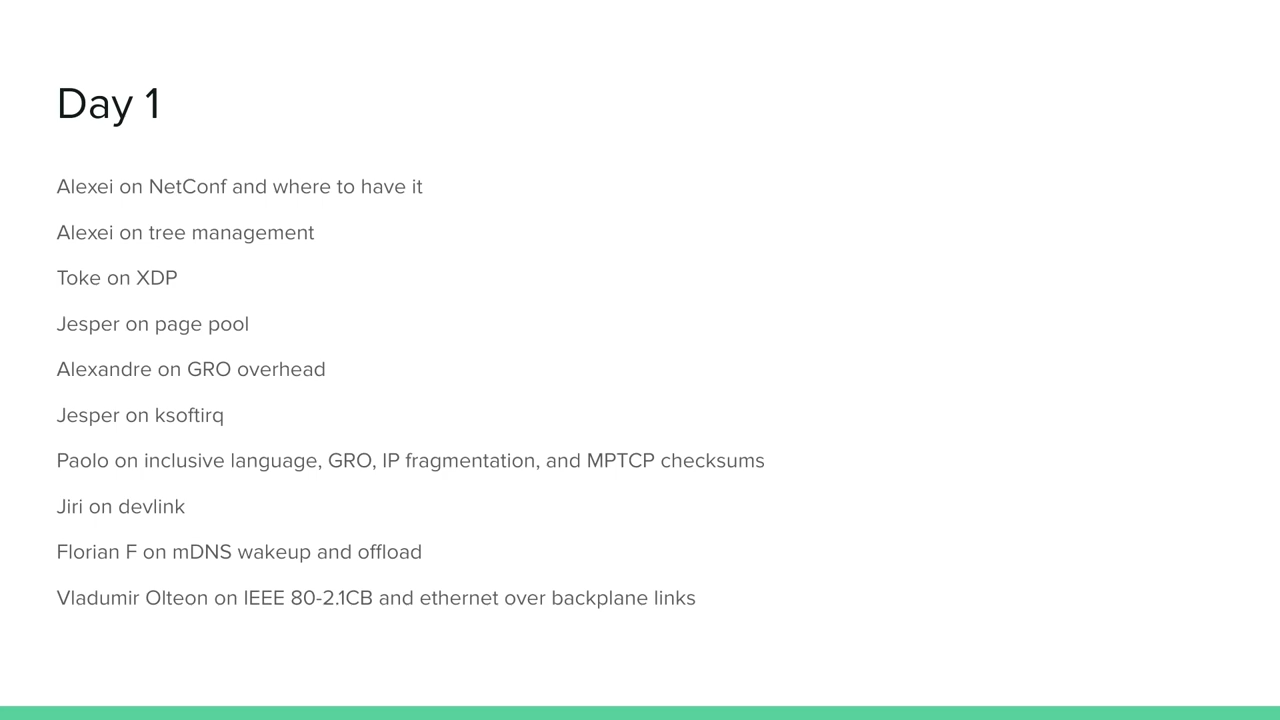 Day 1
Alexei on NetConf and where to have it
Alexei on tree management
Toke on XDP
Jesper on page pool
Alexandre on GRO overhead
Jesper on ksoftirq
Paolo on inclusive language, GRO, IP fragmentation, and MPTCP checksums
Jiri on devlink
Florian F on mDNS wakeup and offload
Vladumir Olteon on IEEE 80-2.1CB and ethernet over backplane links